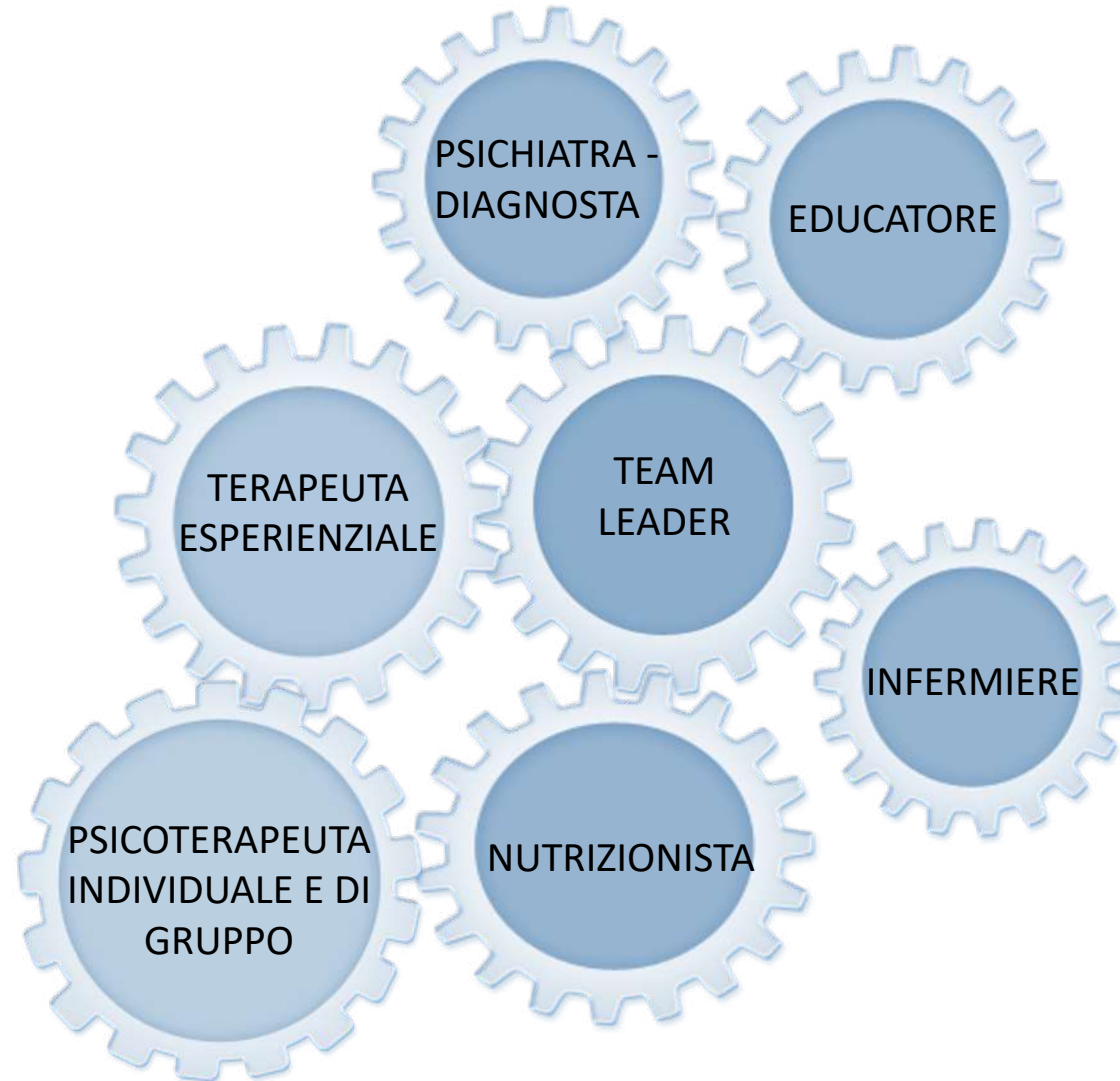 PSICHIATRA -
DIAGNOSTA
EDUCATORE
TERAPEUTA
ESPERIENZIALE
TEAM
LEADER
INFERMIERE
PSICOTERAPEUTA
INDIVIDUALE E DI
GRUPPO
NUTRIZIONISTA